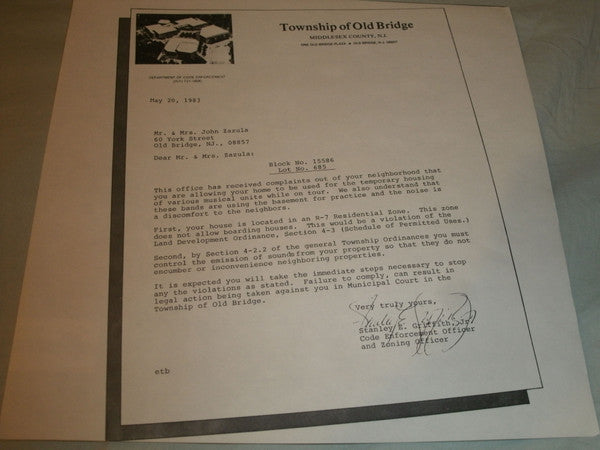 Township of Old Bridge
MIDDLESEX COUNTY, N.J.
ONE OLD BRIDGE PLAZA • OLD BRIDGE, N.J. 08857
DEPARTMENT OF CODE ENFORCEMENT
May 20, 1983
Mr. & Mrs. John Zazula
60 York Street
Old Bridge, NJ., 08857
Dear Mr. & Mrs. Zazula:
Block No. 15586
Lot No. 685
This office has received complaints out of your neighborhood that
you are allowing your home to be used for the temporary housing
of various musical units while on tour. We also understand that
these bands are using the basement for practice and the noise is
a discomfort to the neighbors.
First, your house is located in an R-7 Residential Zone. This zone
does not allow boarding houses. This would be a violation of the
Land Development Ordinance, Section 4-3 (Schedule of Permitted Uses.)
Second, by Section 4-2.2 of the general Township Ordinances you must
control the emission of sounds from your property so that they do not
encumber or inconvenience neighboring properties.
It is expected you will take the immediate steps necessary to stop
any the violations as stated. Failure to comply, can result in
legal action being taken against you in Municipal Court in the
Township of Old Bridge.
Very truly yours,
Stanley E. Griffith, Jr.
Code Enforcement Officer
and Zoning Officer
etb